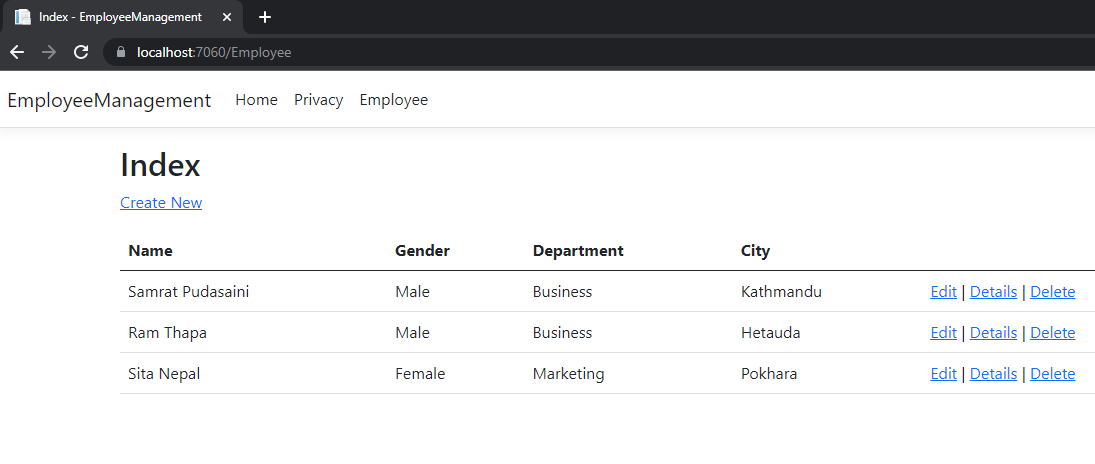 Index - EmployeeManagement
localhost:7060/Employee
EmployeeManagement Home Privacy Employee
Index
Create New
Name Gender Department City
Samrat Pudasaini Male Business Kathmandu Edit | Details | Delete
Ram Thapa Male Business Hetauda Edit | Details | Delete
Sita Nepal Female Marketing Pokhara Edit | Details | Delete